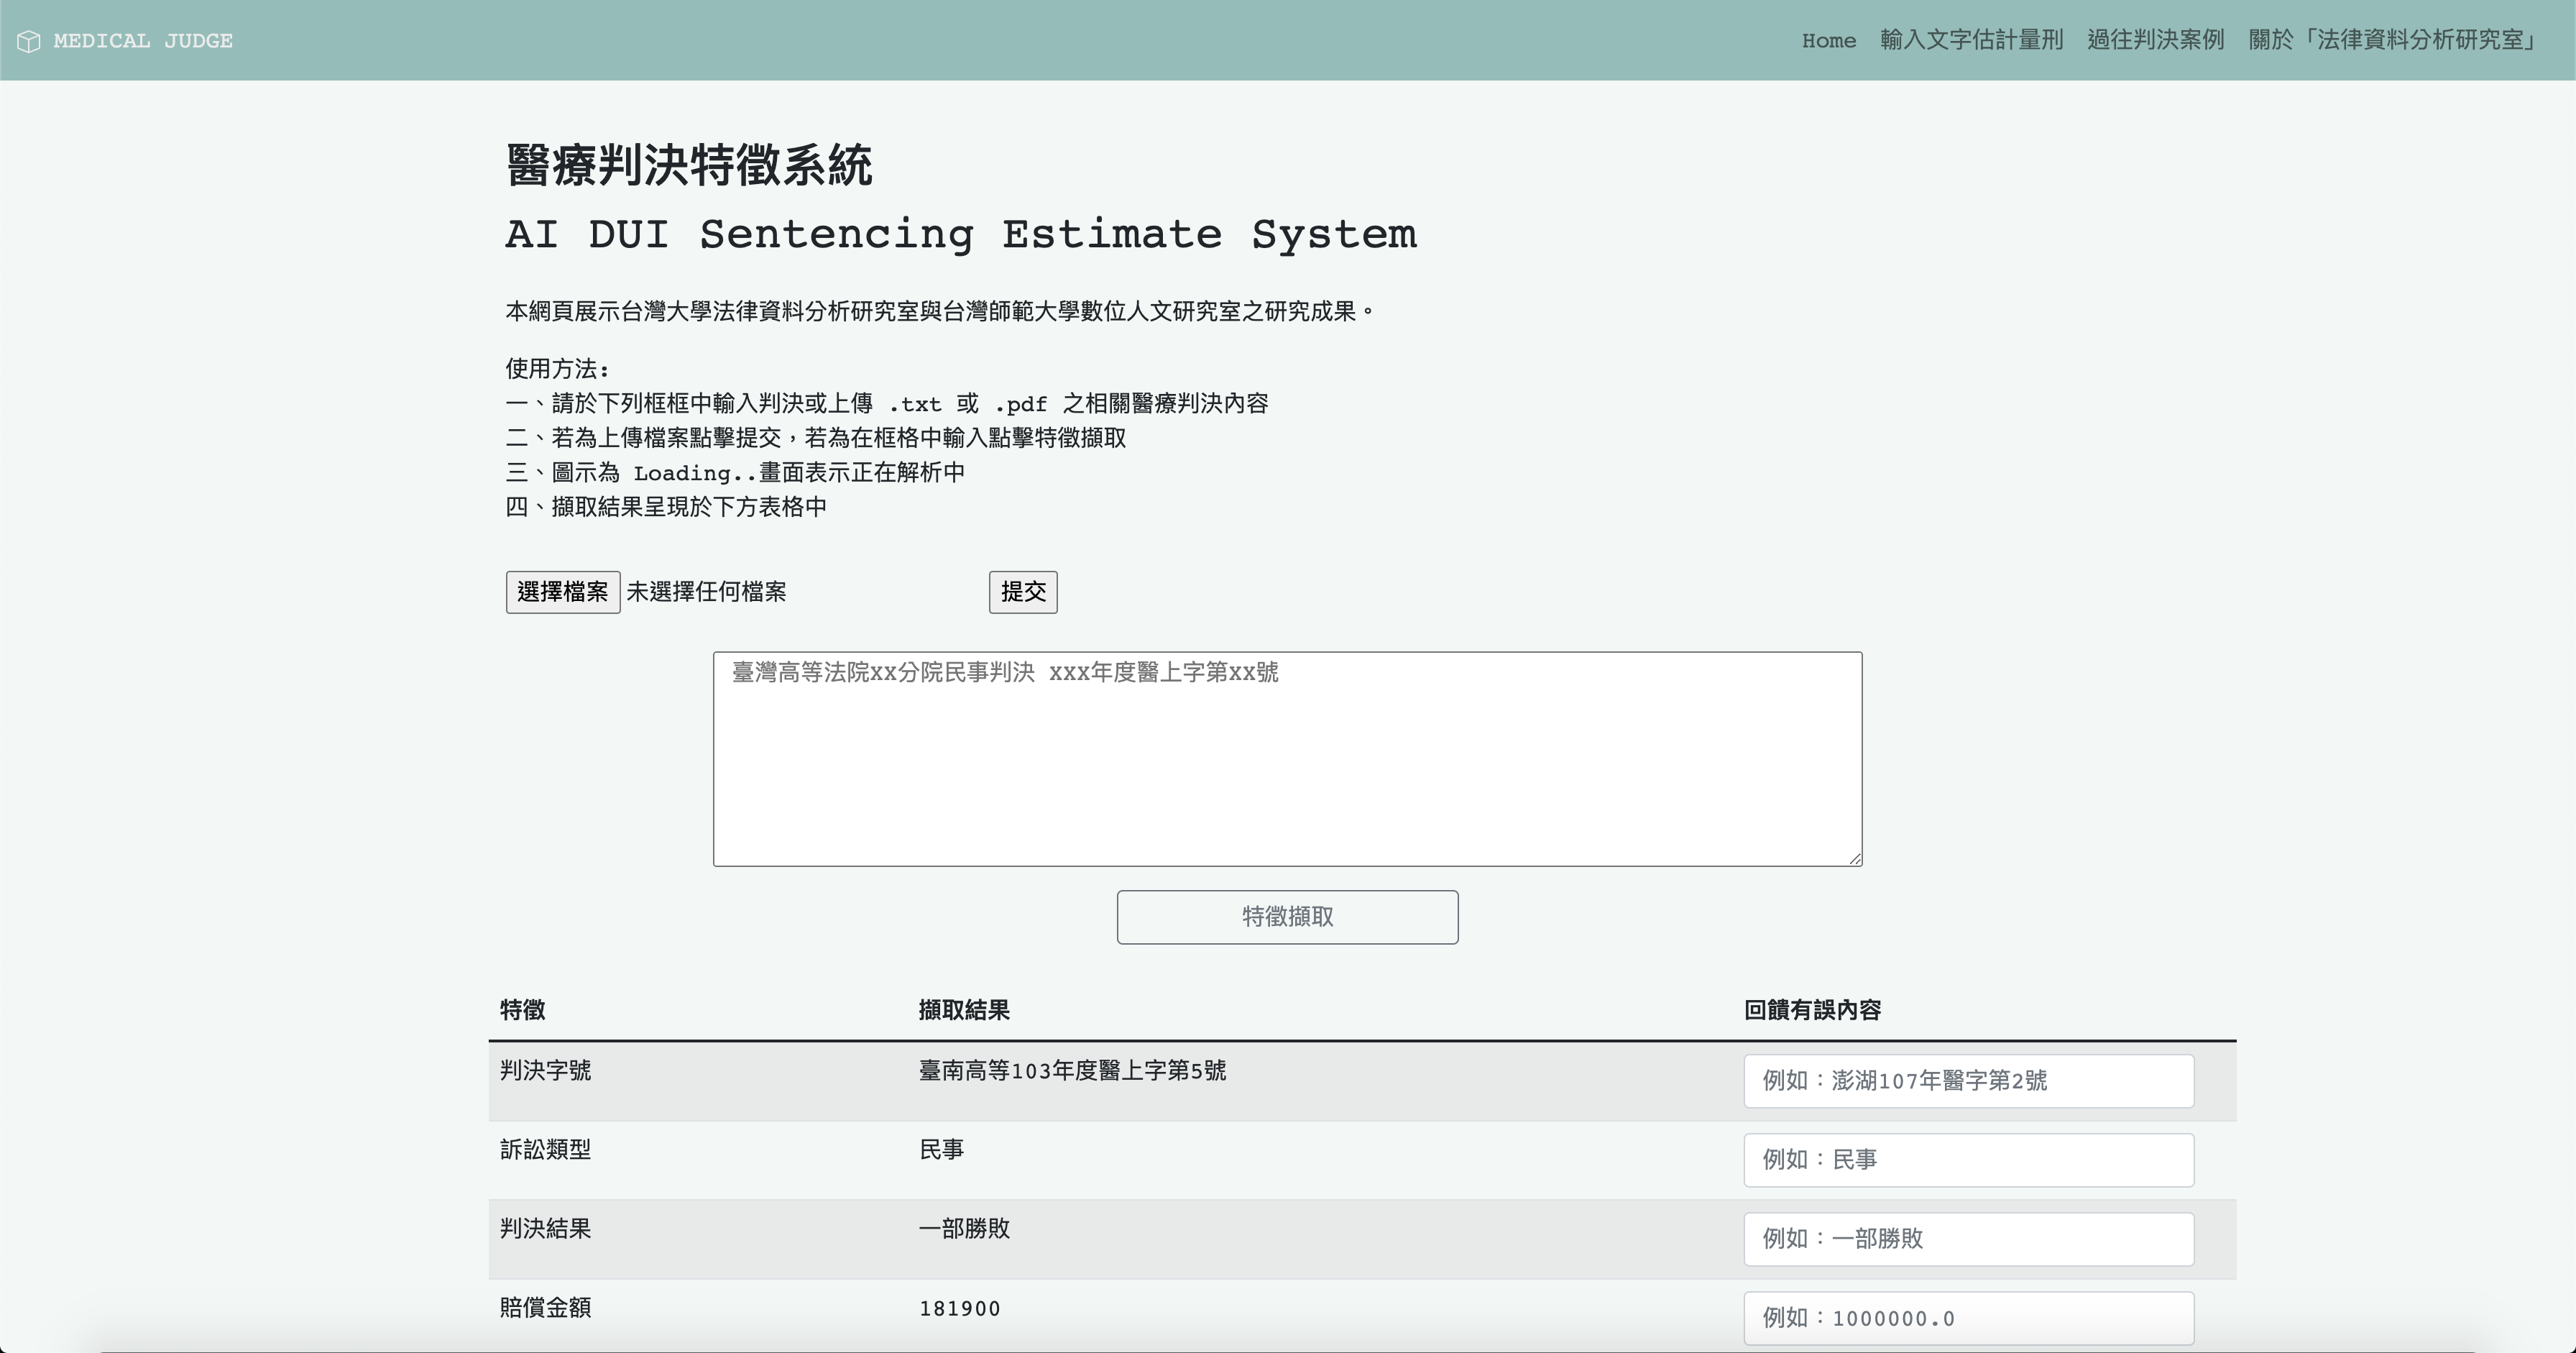 MEDICAL JUDGE
Home 輸入文字估計量刑 過往判決案例 關於「法律資料分析研究室」
醫療判決特徵系統
AI DUI Sentencing Estimate System
本網頁展示台灣大學法律資料分析研究室與台灣師範大學數位人文研究室之研究成果。
使用方法:
一、請於下列框框中輸入判決或上傳 .txt 或 .pdf 之相關醫療判決內容
二、若為上傳檔案點擊提交，若為在框格中輸入點擊特徵擷取
三、圖示為 Loading..畫面表示正在解析中
四、擷取結果呈現於下方表格中
選擇檔案 未選擇任何檔案 提交
臺灣高等法院xx分院民事判決 xxx年度醫上字第xx號
特徵擷取
特徵 擷取結果 回饋有誤內容
判決字號 臺南高等103年度醫上字第5號 例如：澎湖107年醫字第2號
訴訟類型 民事 例如：民事
判決結果 一部勝敗 例如：一部勝敗
賠償金額 181900 例如：1000000.0